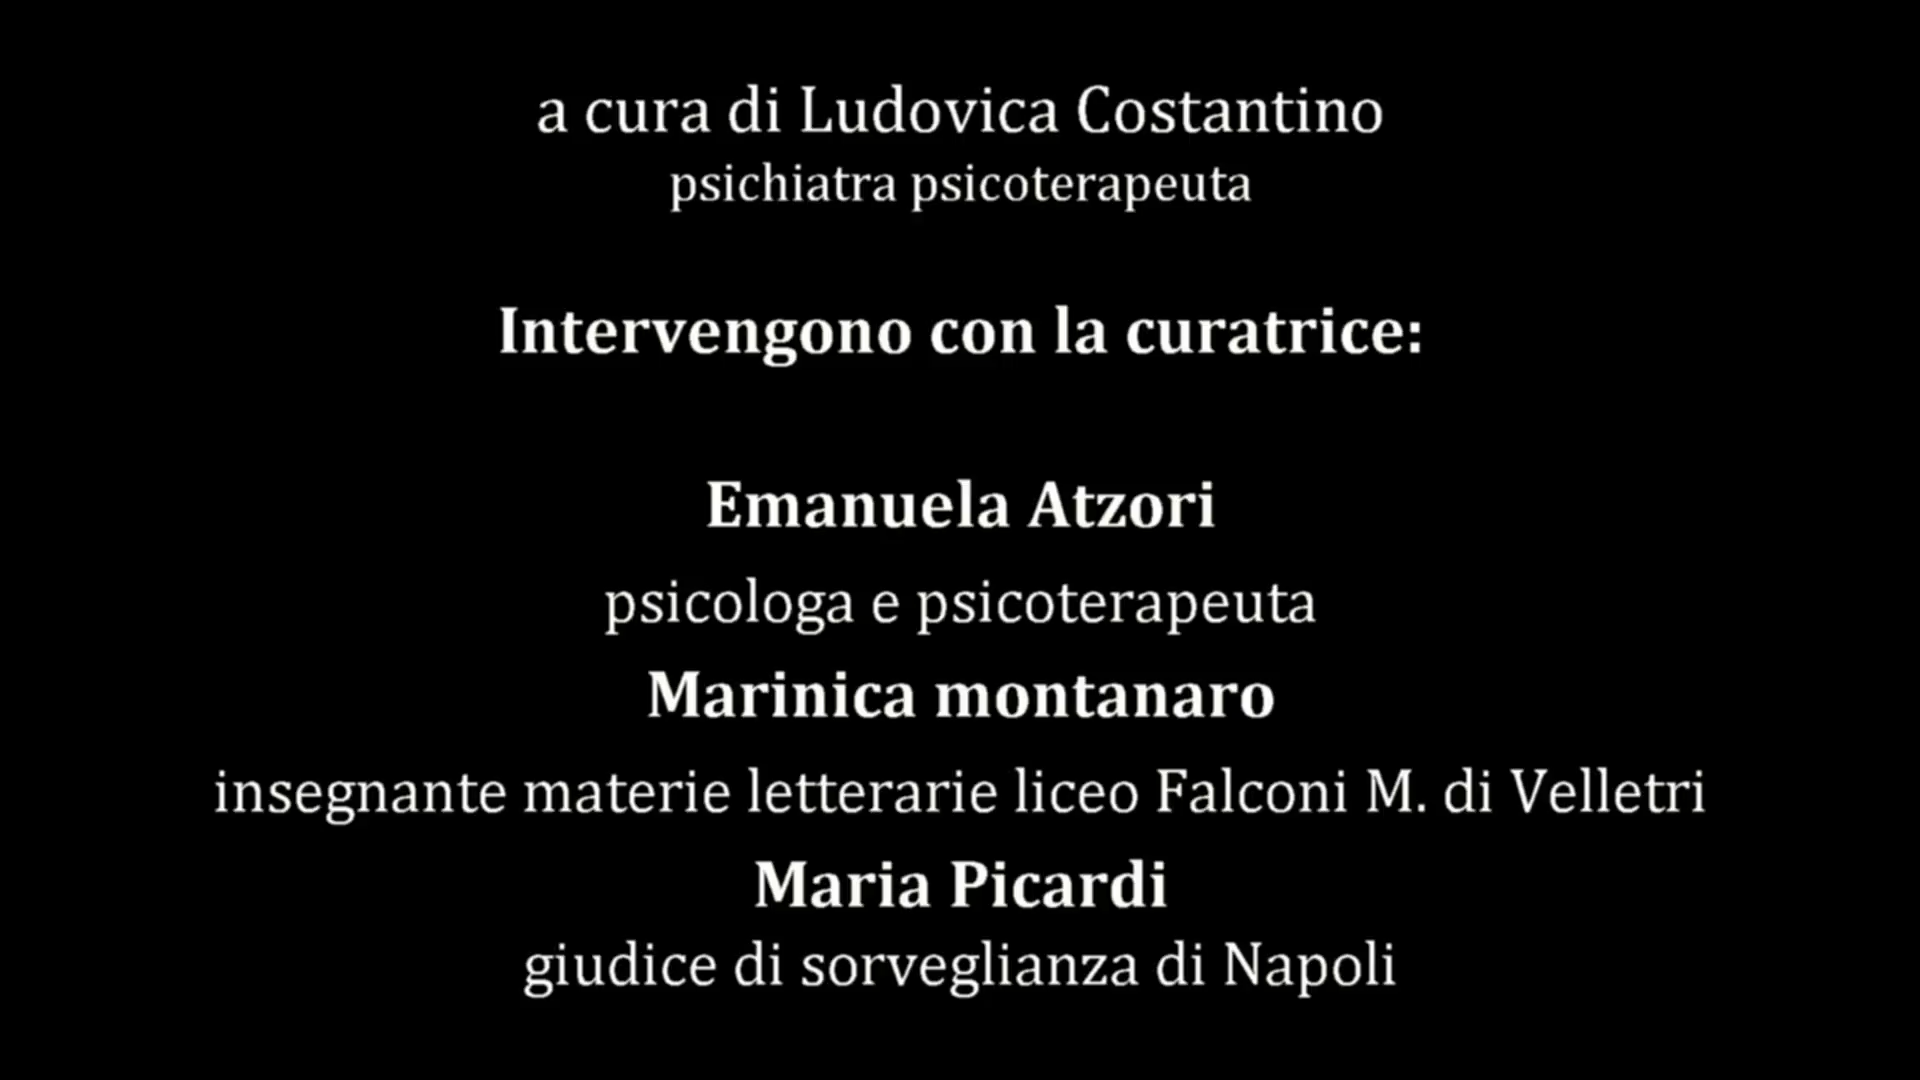 a cura di Ludovica Costantino
psichiatra psicoterapeuta
Intervengono con la curatrice:
Emanuela Atzori
psicologa e psicoterapeuta
Marinica montanaro
insegnante materie letterarie liceo Falconi M. di Velletri
Maria Picardi
giudice di sorveglianza di Napoli